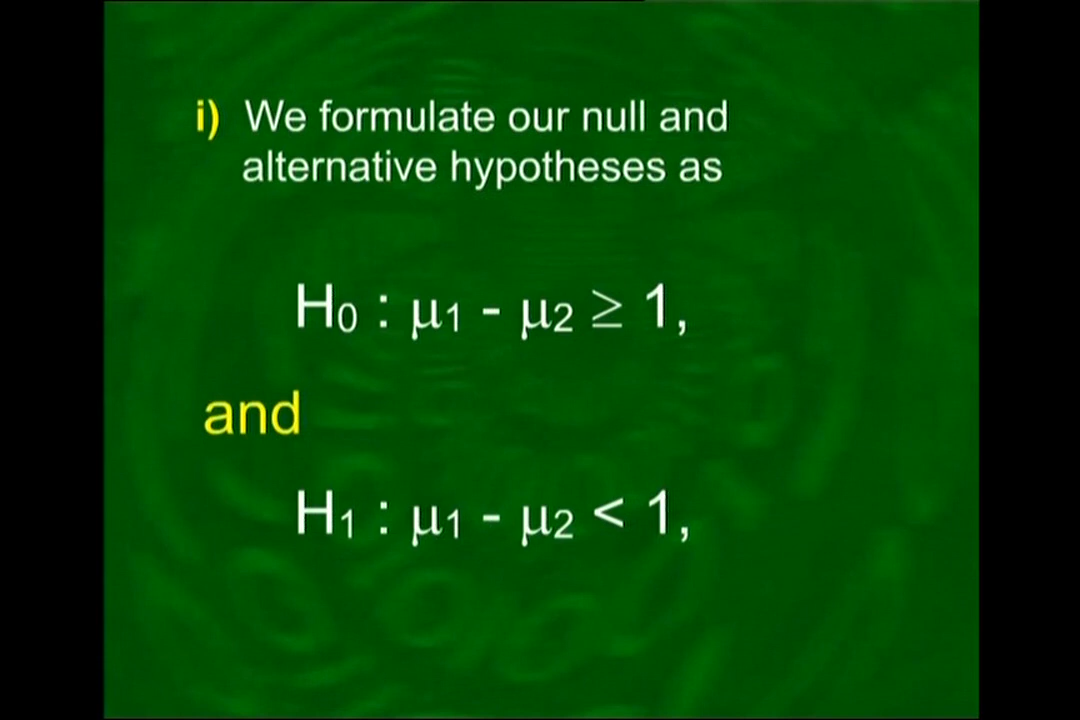 i) We formulate our null and
alternative hypotheses as
H₀ : μ₁ - μ₂ ≥ 1,
and
H₁ : μ₁ - μ₂ < 1,